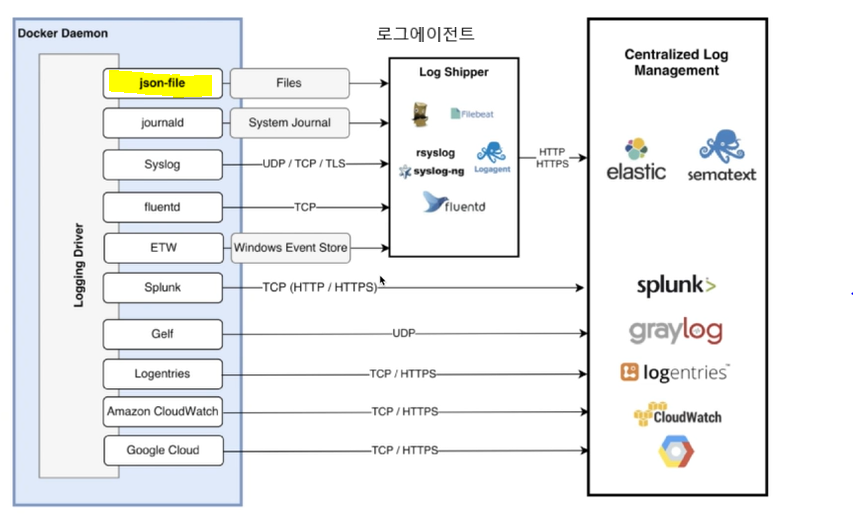 Docker Daemon
로그에이전트
Logging Driver
json-file
Files
journald
System Journal
Syslog
UDP / TCP / TLS
fluentd
TCP
ETW
Windows Event Store
Splunk
TCP (HTTP / HTTPS)
Gelf
UDP
Logentries
TCP / HTTPS
Amazon CloudWatch
TCP / HTTPS
Google Cloud
TCP / HTTPS
Log Shipper
Filebeat
rsyslog
syslog-ng
Logagent
fluentd
HTTP
HTTPS
Centralized Log
Management
elastic
sematext
splunk>
graylog
logentries™
CloudWatch